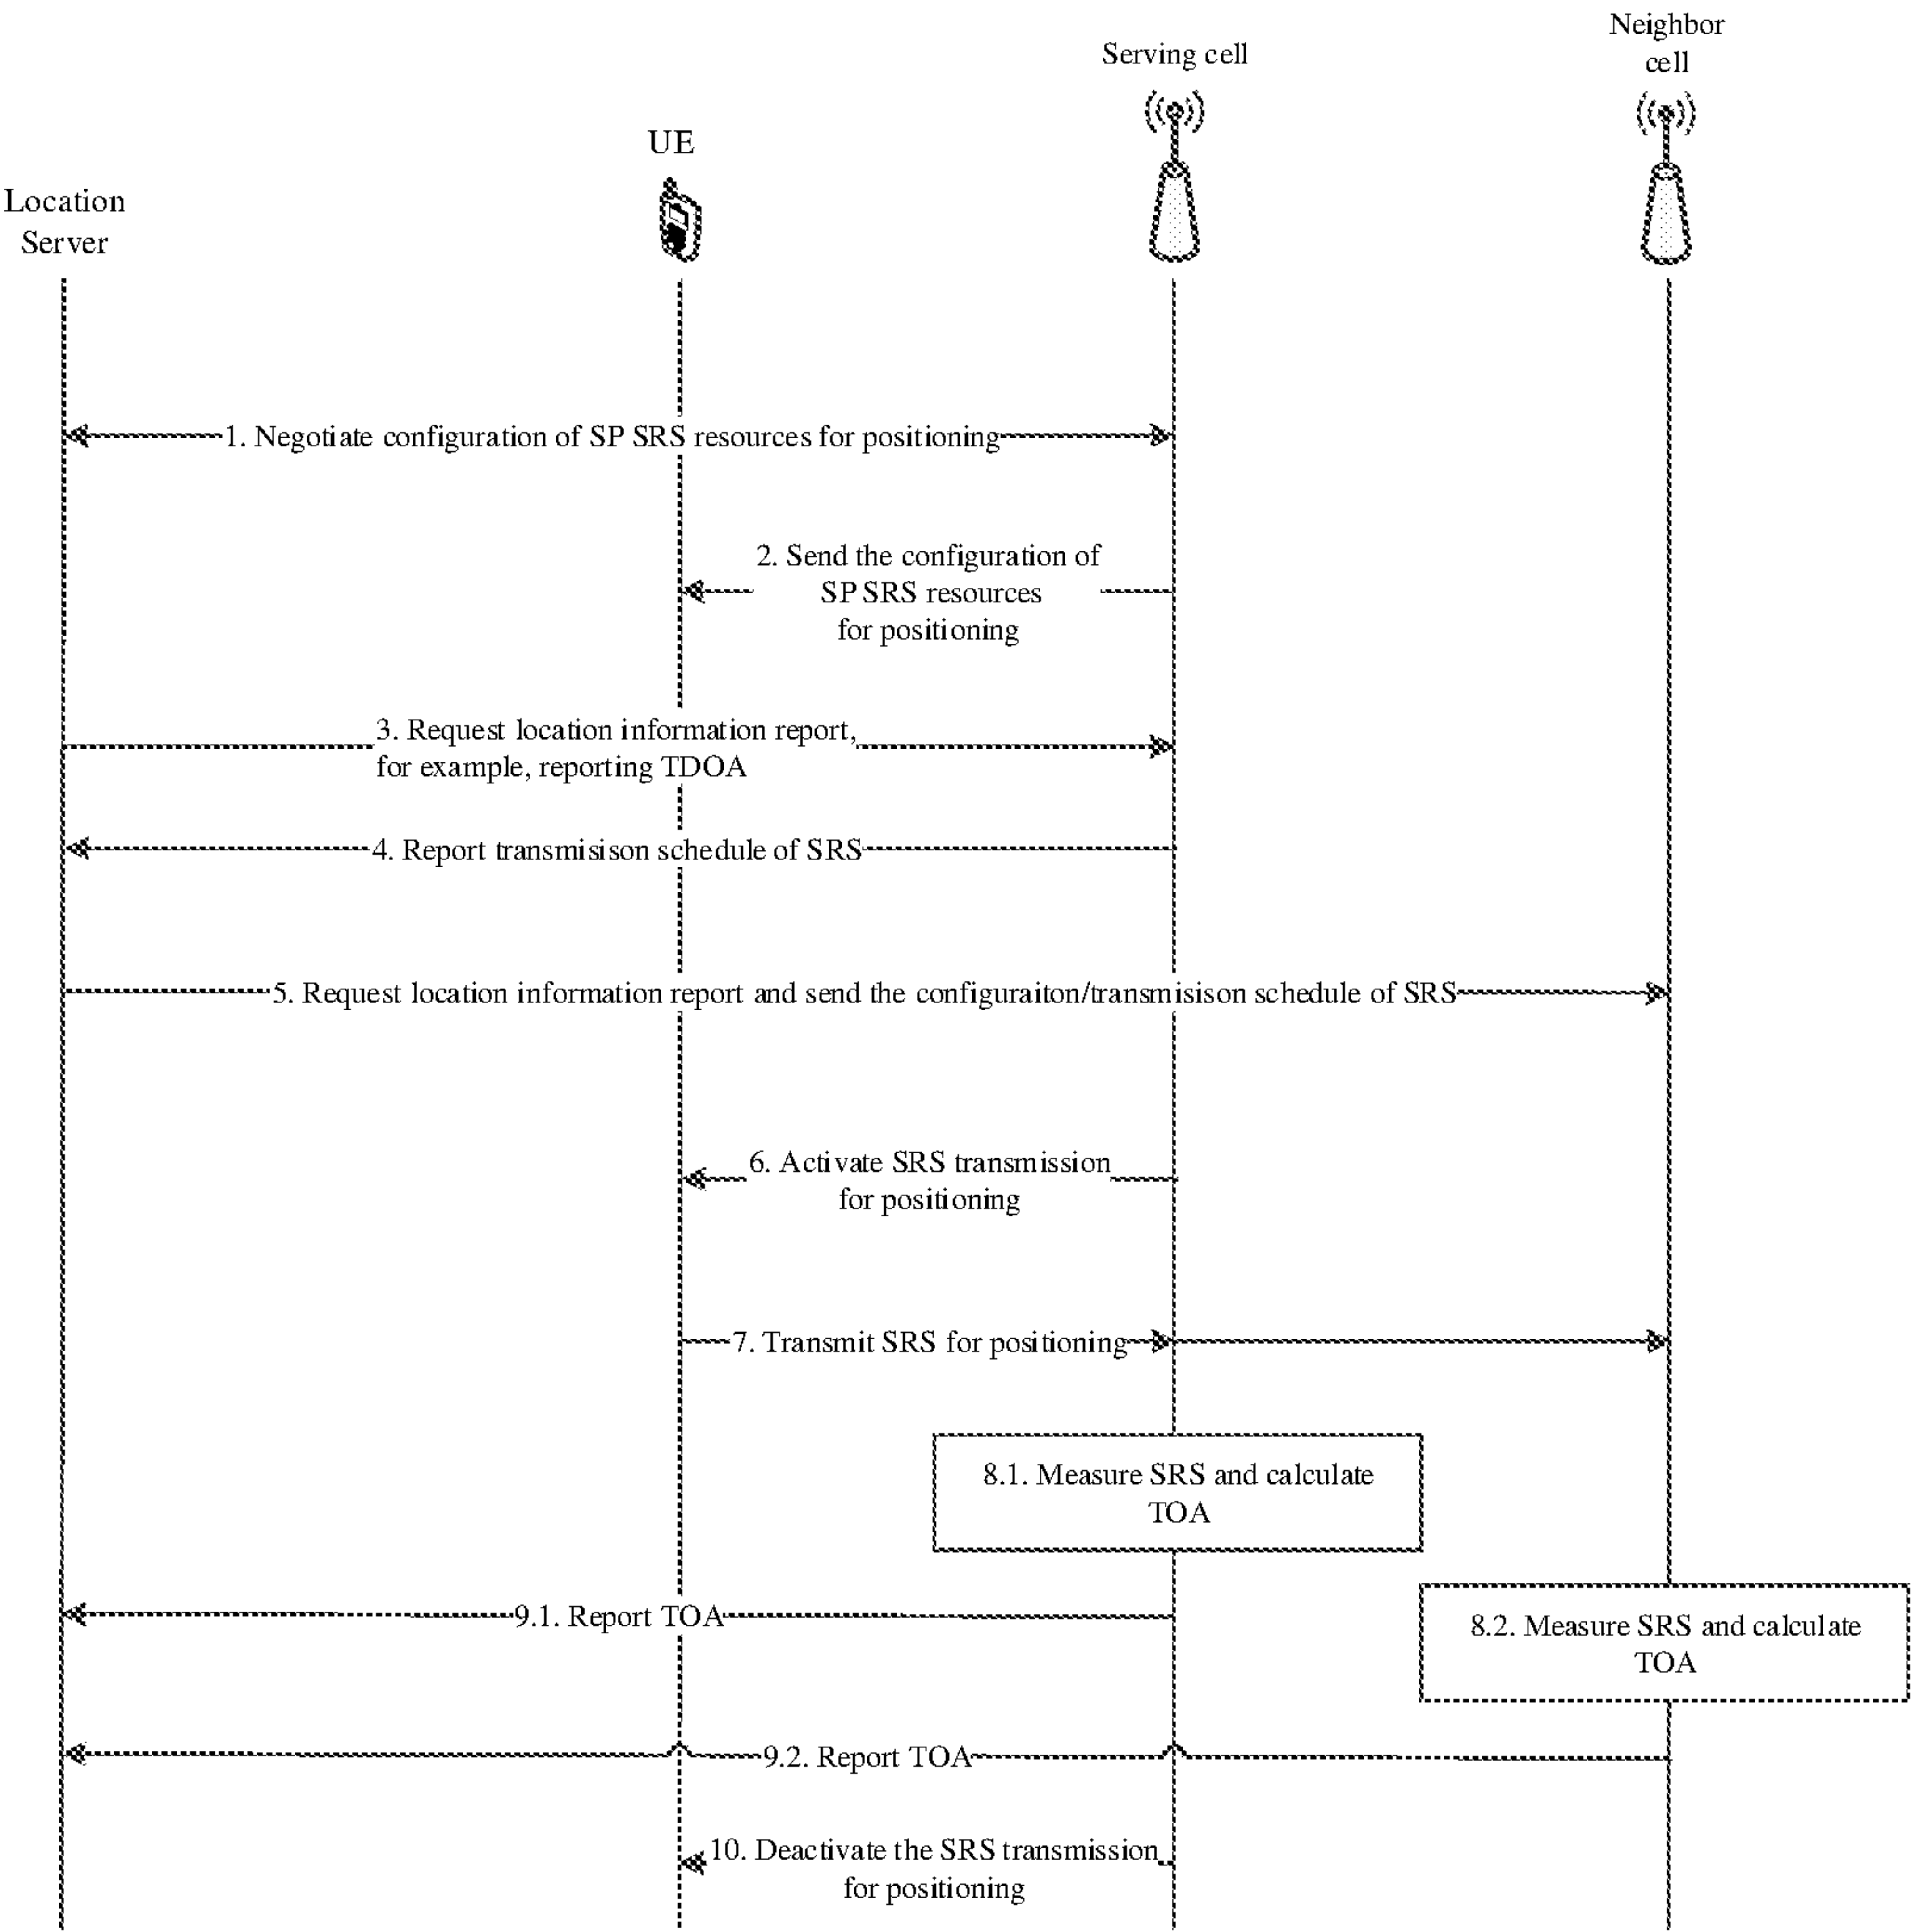 Neighbor
cell
Serving cell
UE
Location
Server
1. Negotiate configuration of SP SRS resources for positioning
2. Send the configuration of
SP SRS resources
for positioning
3. Request location information report,
for example, reporting TDOA
4. Report transmisison schedule of SRS
5. Request location information report and send the configuraiton/transmisison schedule of SRS
6. Activate SRS transmission
for positioning
7. Transmit SRS for positioning
8.1. Measure SRS and calculate
TOA
9.1. Report TOA
8.2. Measure SRS and calculate
TOA
9.2. Report TOA
10. Deactivate the SRS transmission
for positioning